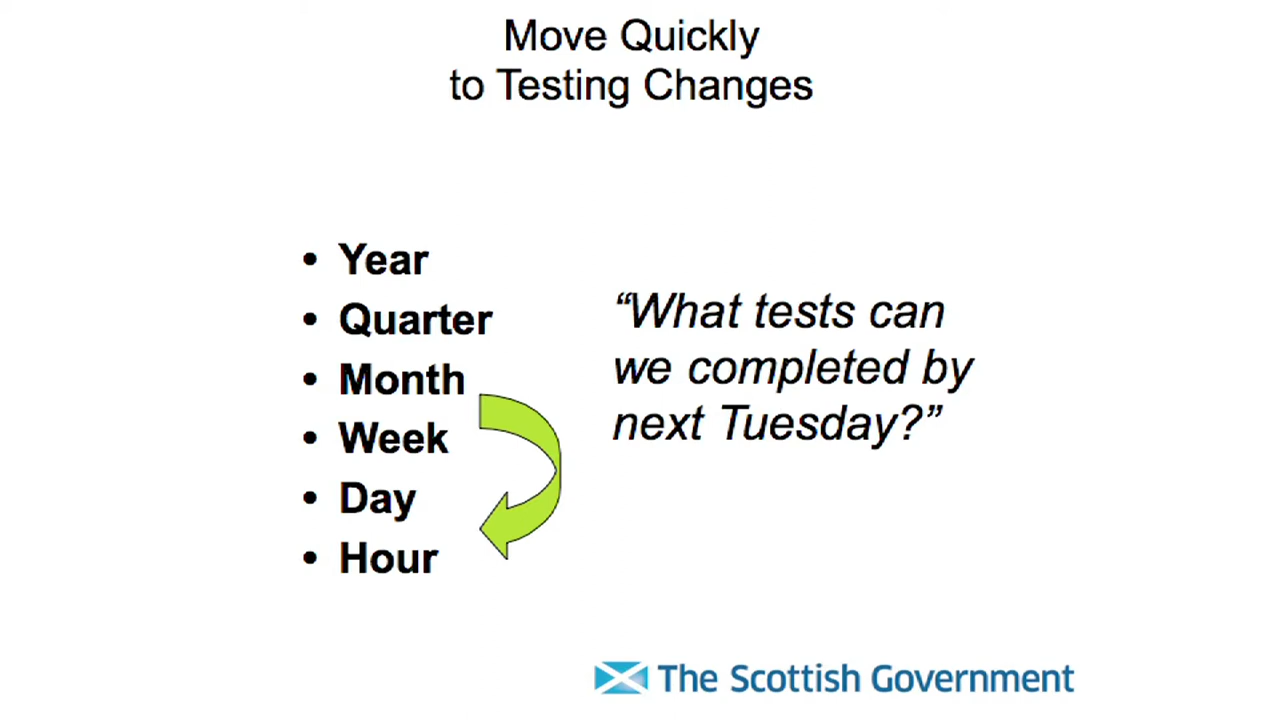 Move Quickly
to Testing Changes
• Year
• Quarter
• Month
• Week
• Day
• Hour
“What tests can
we completed by
next Tuesday?”
The Scottish Government